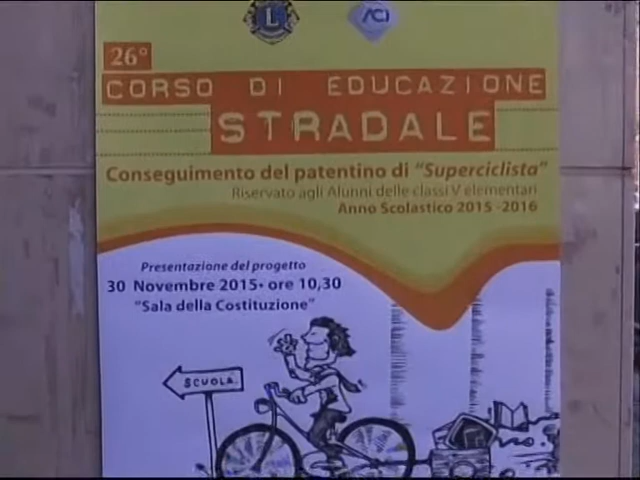 L
ACI
26°
CORSO DI EDUCAZIONE
STRADALE
Conseguimento del patentino di "Superciclista"
Riservato agli Alunni delle classi V elementari
Anno Scolastico 2015 - 2016
Presentazione del progetto
30 Novembre 2015 • ore 10,30
"Sala della Costituzione"
SCUOLA